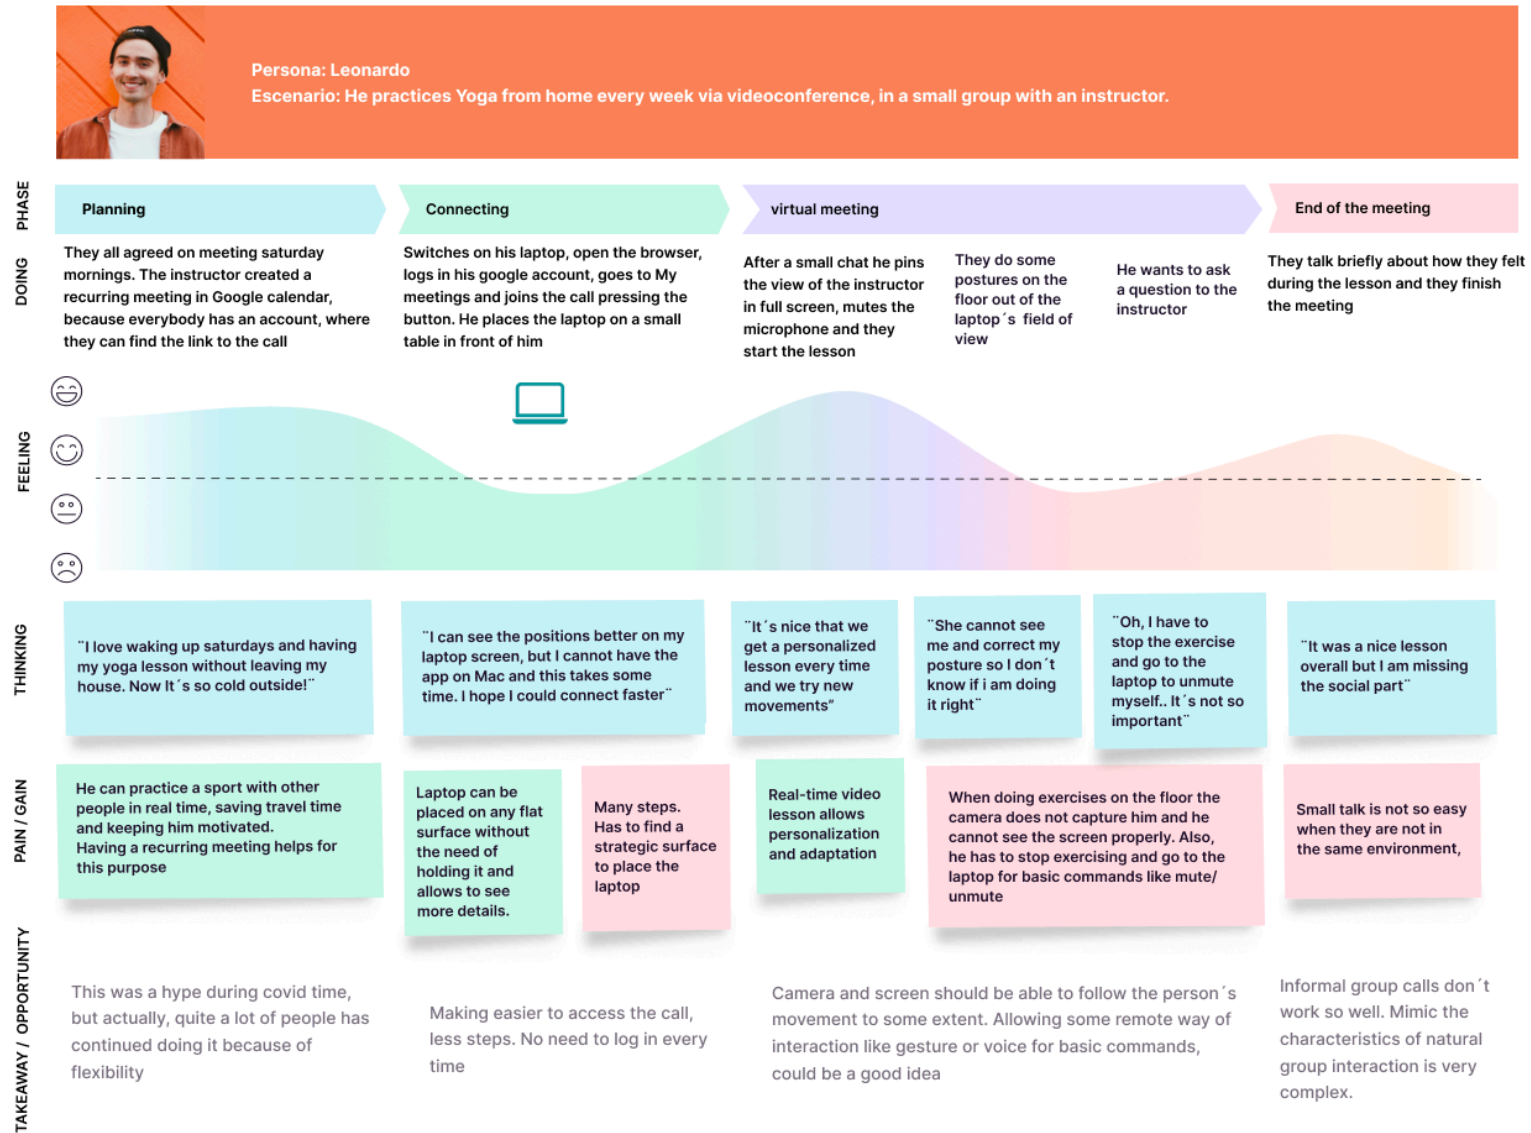 Persona: Leonardo
Escenario: He practices Yoga from home every week via videoconference, in a small group with an instructor.
PHASE
Planning
Connecting
virtual meeting
End of the meeting
DOING
They all agreed on meeting saturday
mornings. The instructor created a
recurring meeting in Google calendar,
because everybody has an account, where
they can find the link to the call
Switches on his laptop, open the browser,
logs in his google account, goes to My
meetings and joins the call pressing the
button. He places the laptop on a small
table in front of him
After a small chat he pins
the view of the instructor
in full screen, mutes the
microphone and they
start the lesson
They do some
postures on the
floor out of the
laptop´s field of
view
He wants to ask
a question to the
instructor
They talk briefly about how they felt
during the lesson and they finish
the meeting
FEELING
THINKING
¨I love waking up saturdays and having
my yoga lesson without leaving my
house. Now It´s so cold outside!¨
¨I can see the positions better on my
laptop screen, but I cannot have the
app on Mac and this takes some
time. I hope I could connect faster¨
¨It´s nice that we
get a personalized
lesson every time
and we try new
movements”
¨She cannot see
me and correct my
posture so I don´t
know if i am doing
it right¨
¨Oh, I have to
stop the exercise
and go to the
laptop to unmute
myself.. It´s not so
important¨
¨It was a nice lesson
overall but I am missing
the social part¨
PAIN / GAIN
He can practice a sport with other
people in real time, saving travel time
and keeping him motivated.
Having a recurring meeting helps for
this purpose
Laptop can be
placed on any flat
surface without
the need of
holding it and
allows to see
more details.
Many steps.
Has to find a
strategic surface
to place the
laptop
Real-time video
lesson allows
personalization
and adaptation
When doing exercises on the floor the
camera does not capture him and he
cannot see the screen properly. Also,
he has to stop exercising and go to the
laptop for basic commands like mute/
unmute
Small talk is not so easy
when they are not in
the same environment,
TAKEAWAY / OPPORTUNITY
This was a hype during covid time,
but actually, quite a lot of people has
continued doing it because of
flexibility
Making easier to access the call,
less steps. No need to log in every
time
Camera and screen should be able to follow the person´s
movement to some extent. Allowing some remote way of
interaction like gesture or voice for basic commands,
could be a good idea
Informal group calls don´t
work so well. Mimic the
characteristics of natural
group interaction is very
complex.